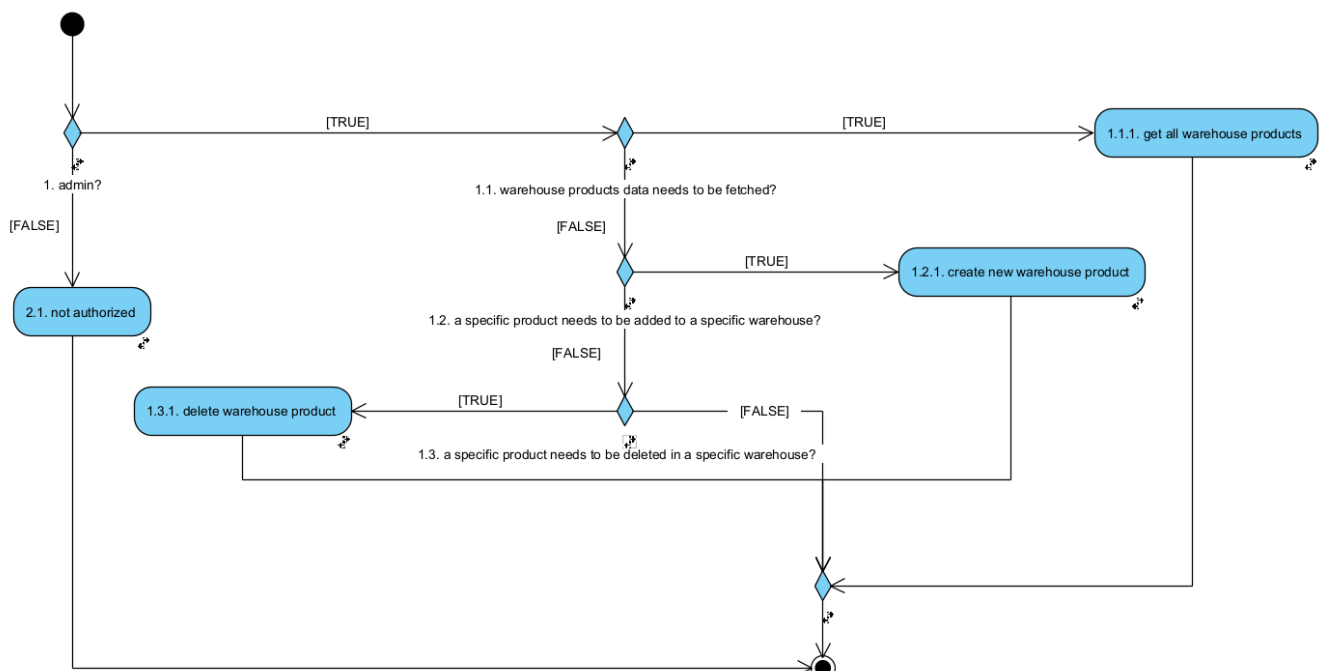 [TRUE]
[TRUE]
1.1.1. get all warehouse products
1. admin?
1.1. warehouse products data needs to be fetched?
[FALSE]
[FALSE]
[TRUE]
1.2.1. create new warehouse product
2.1. not authorized
1.2. a specific product needs to be added to a specific warehouse?
[FALSE]
[TRUE]
1.3.1. delete warehouse product
[FALSE]
1.3. a specific product needs to be deleted in a specific warehouse?